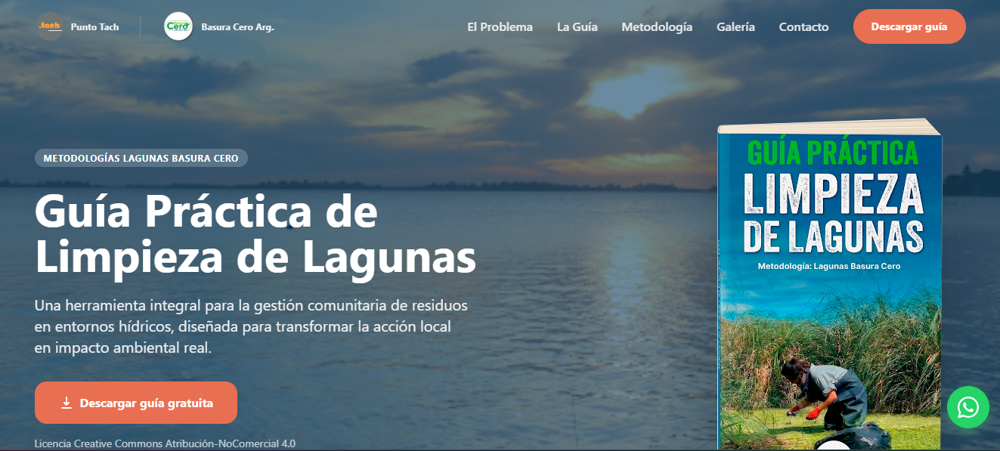 .tach
Punto Tach
Cero
Basura Cero Arg.
El Problema
La Guía
Metodología
Galería
Contacto
Descargar guía
METODOLOGÍAS LAGUNAS BASURA CERO
Guía Práctica de
Limpieza de Lagunas
Una herramienta integral para la gestión comunitaria de residuos
en entornos hídricos, diseñada para transformar la acción local
en impacto ambiental real.
Descargar guía gratuita
Licencia Creative Commons Atribución-NoComercial 4.0
GUÍA PRÁCTICA
LIMPIEZA
DE LAGUNAS
Metodología: Lagunas Basura Cero